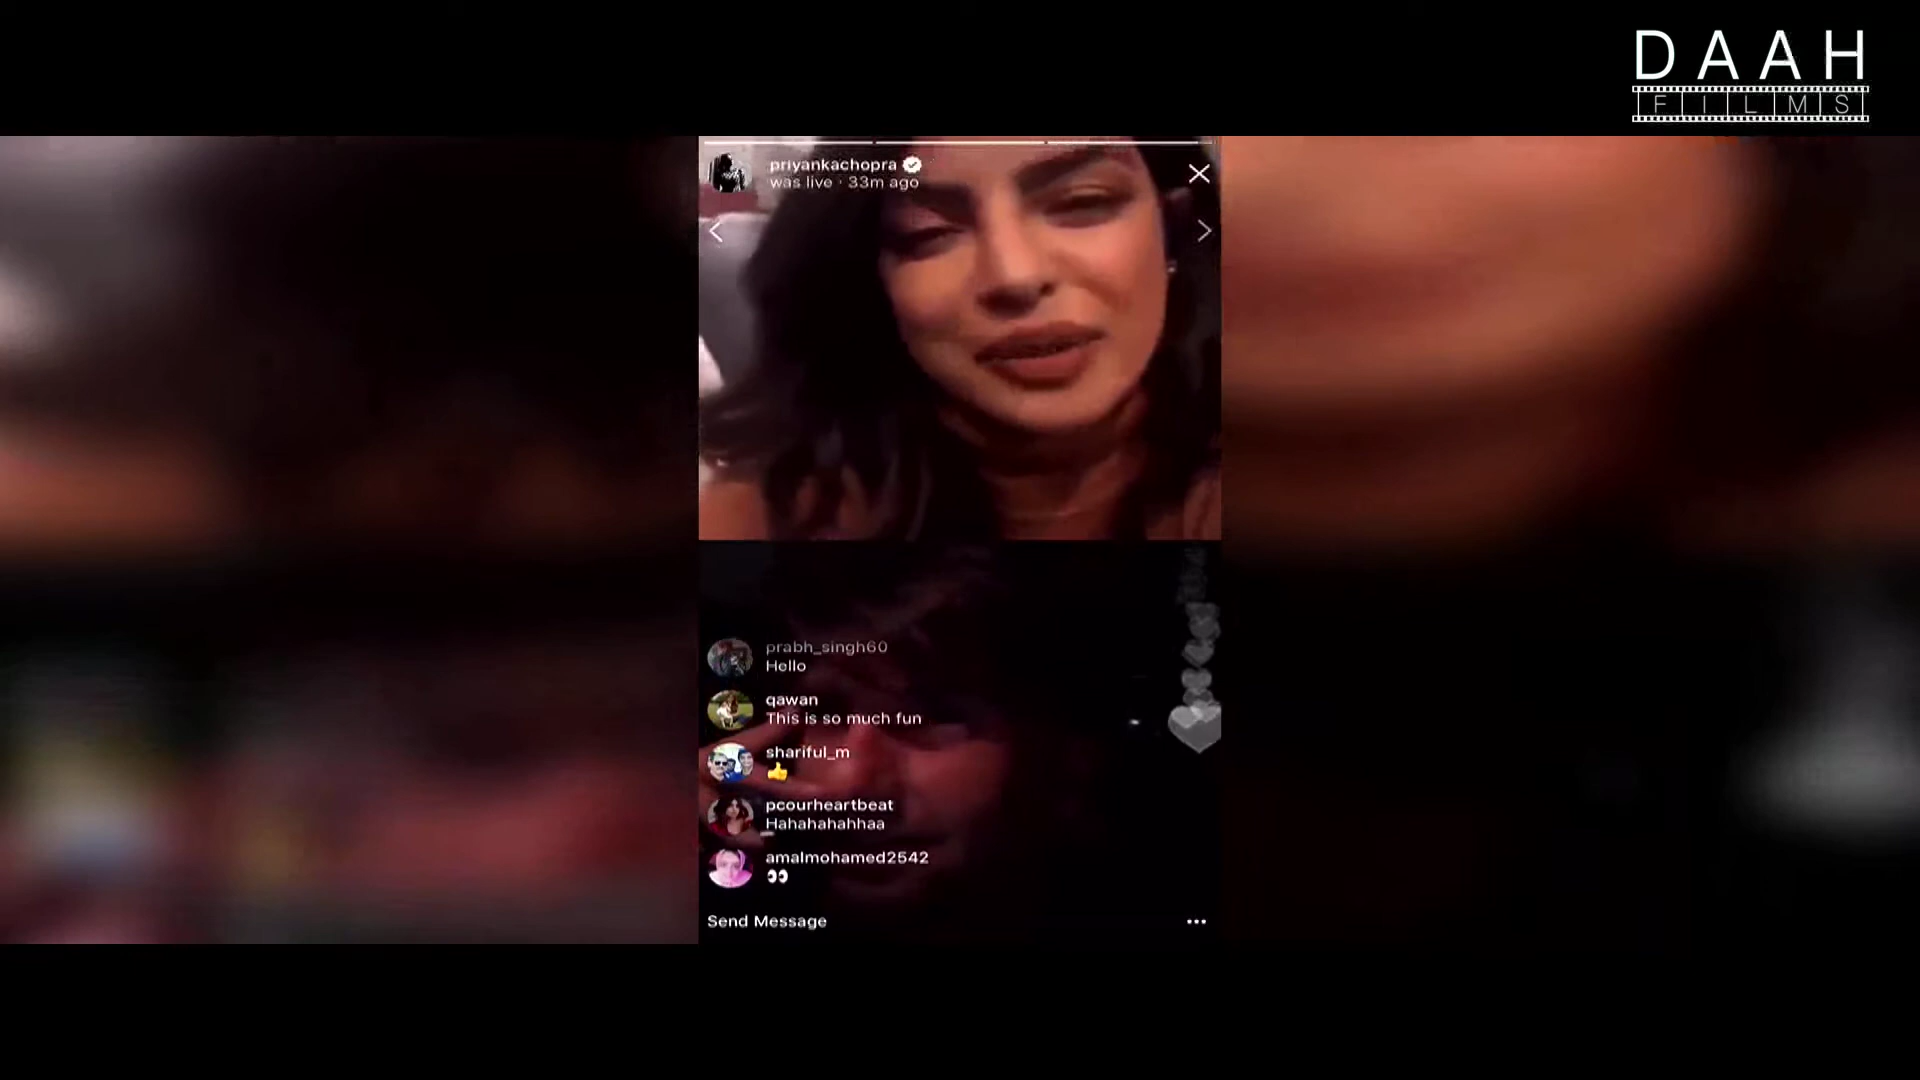 DAAH
FILMS
priyankachopra
was live · 33m ago
prabh_singh60
Hello
qawan
This is so much fun
shariful_m
👍
pcourheartbeat
Hahahahahhaa
amalmohamed2542
👀
Send Message